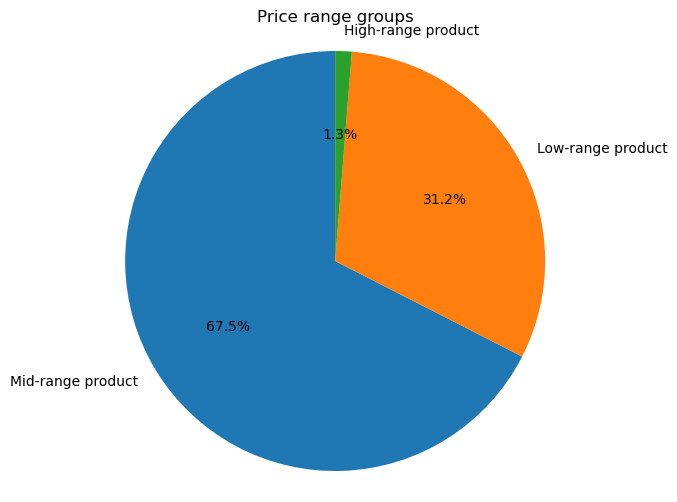 Price range groups
High-range product
1.3%
Low-range product
31.2%
67.5%
Mid-range product